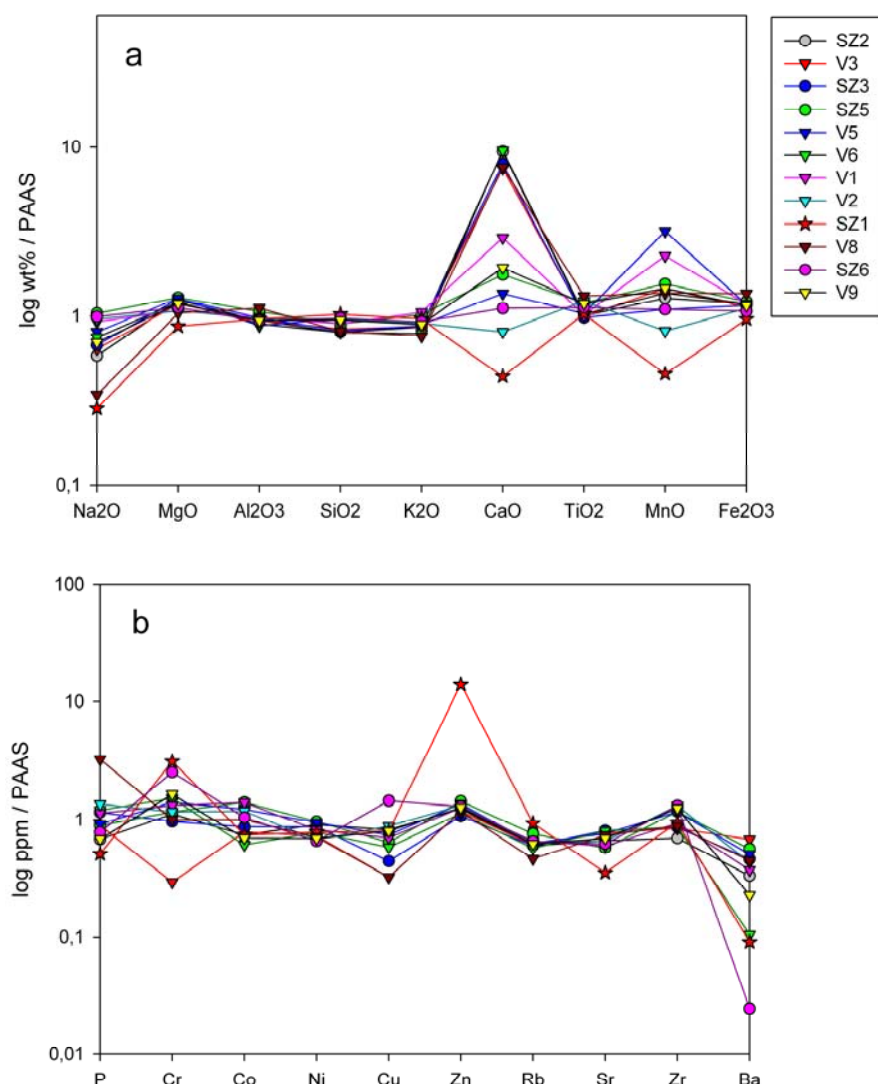 a
log wt% / PAAS
10
1
0,1
Na2O MgO Al2O3 SiO2 K2O CaO TiO2 MnO Fe2O3
SZ2
V3
SZ3
SZ5
V5
V6
V1
V2
SZ1
V8
SZ6
V9
b
log ppm / PAAS
100
10
1
0,1
0,01
P Cr Co Ni Cu Zn Rb Sr Zr Ba